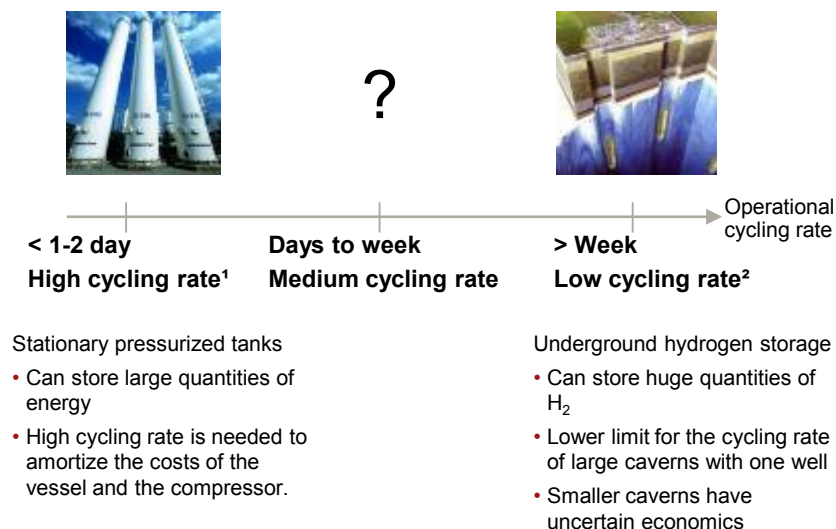 ?
Operational
cycling rate
< 1-2 day
High cycling rate¹
Days to week
Medium cycling rate
> Week
Low cycling rate²
Stationary pressurized tanks
• Can store large quantities of
energy
• High cycling rate is needed to
amortize the costs of the
vessel and the compressor.
Underground hydrogen storage
• Can store huge quantities of
H₂
• Lower limit for the cycling rate
of large caverns with one well
• Smaller caverns have
uncertain economics